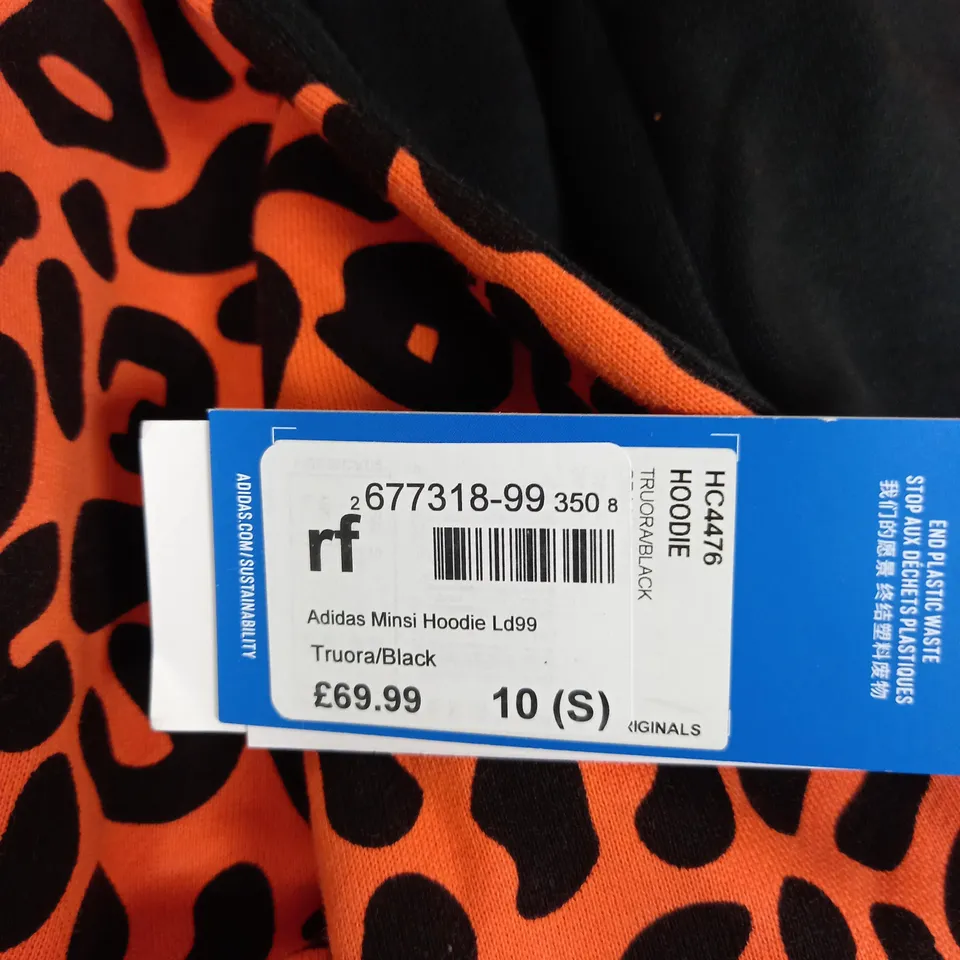 2 677318-99 350 8
rf
Adidas Minsi Hoodie Ld99
Truora/Black
£69.99 10 (S)
HC4476
HOODIE
TRUORA/BLACK
RIGINALS
ADIDAS.COM/SUSTAINABILITY
END PLASTIC WASTE
STOP AUX DÉCHETS PLASTIQUES
我们的愿景 终结塑料废物